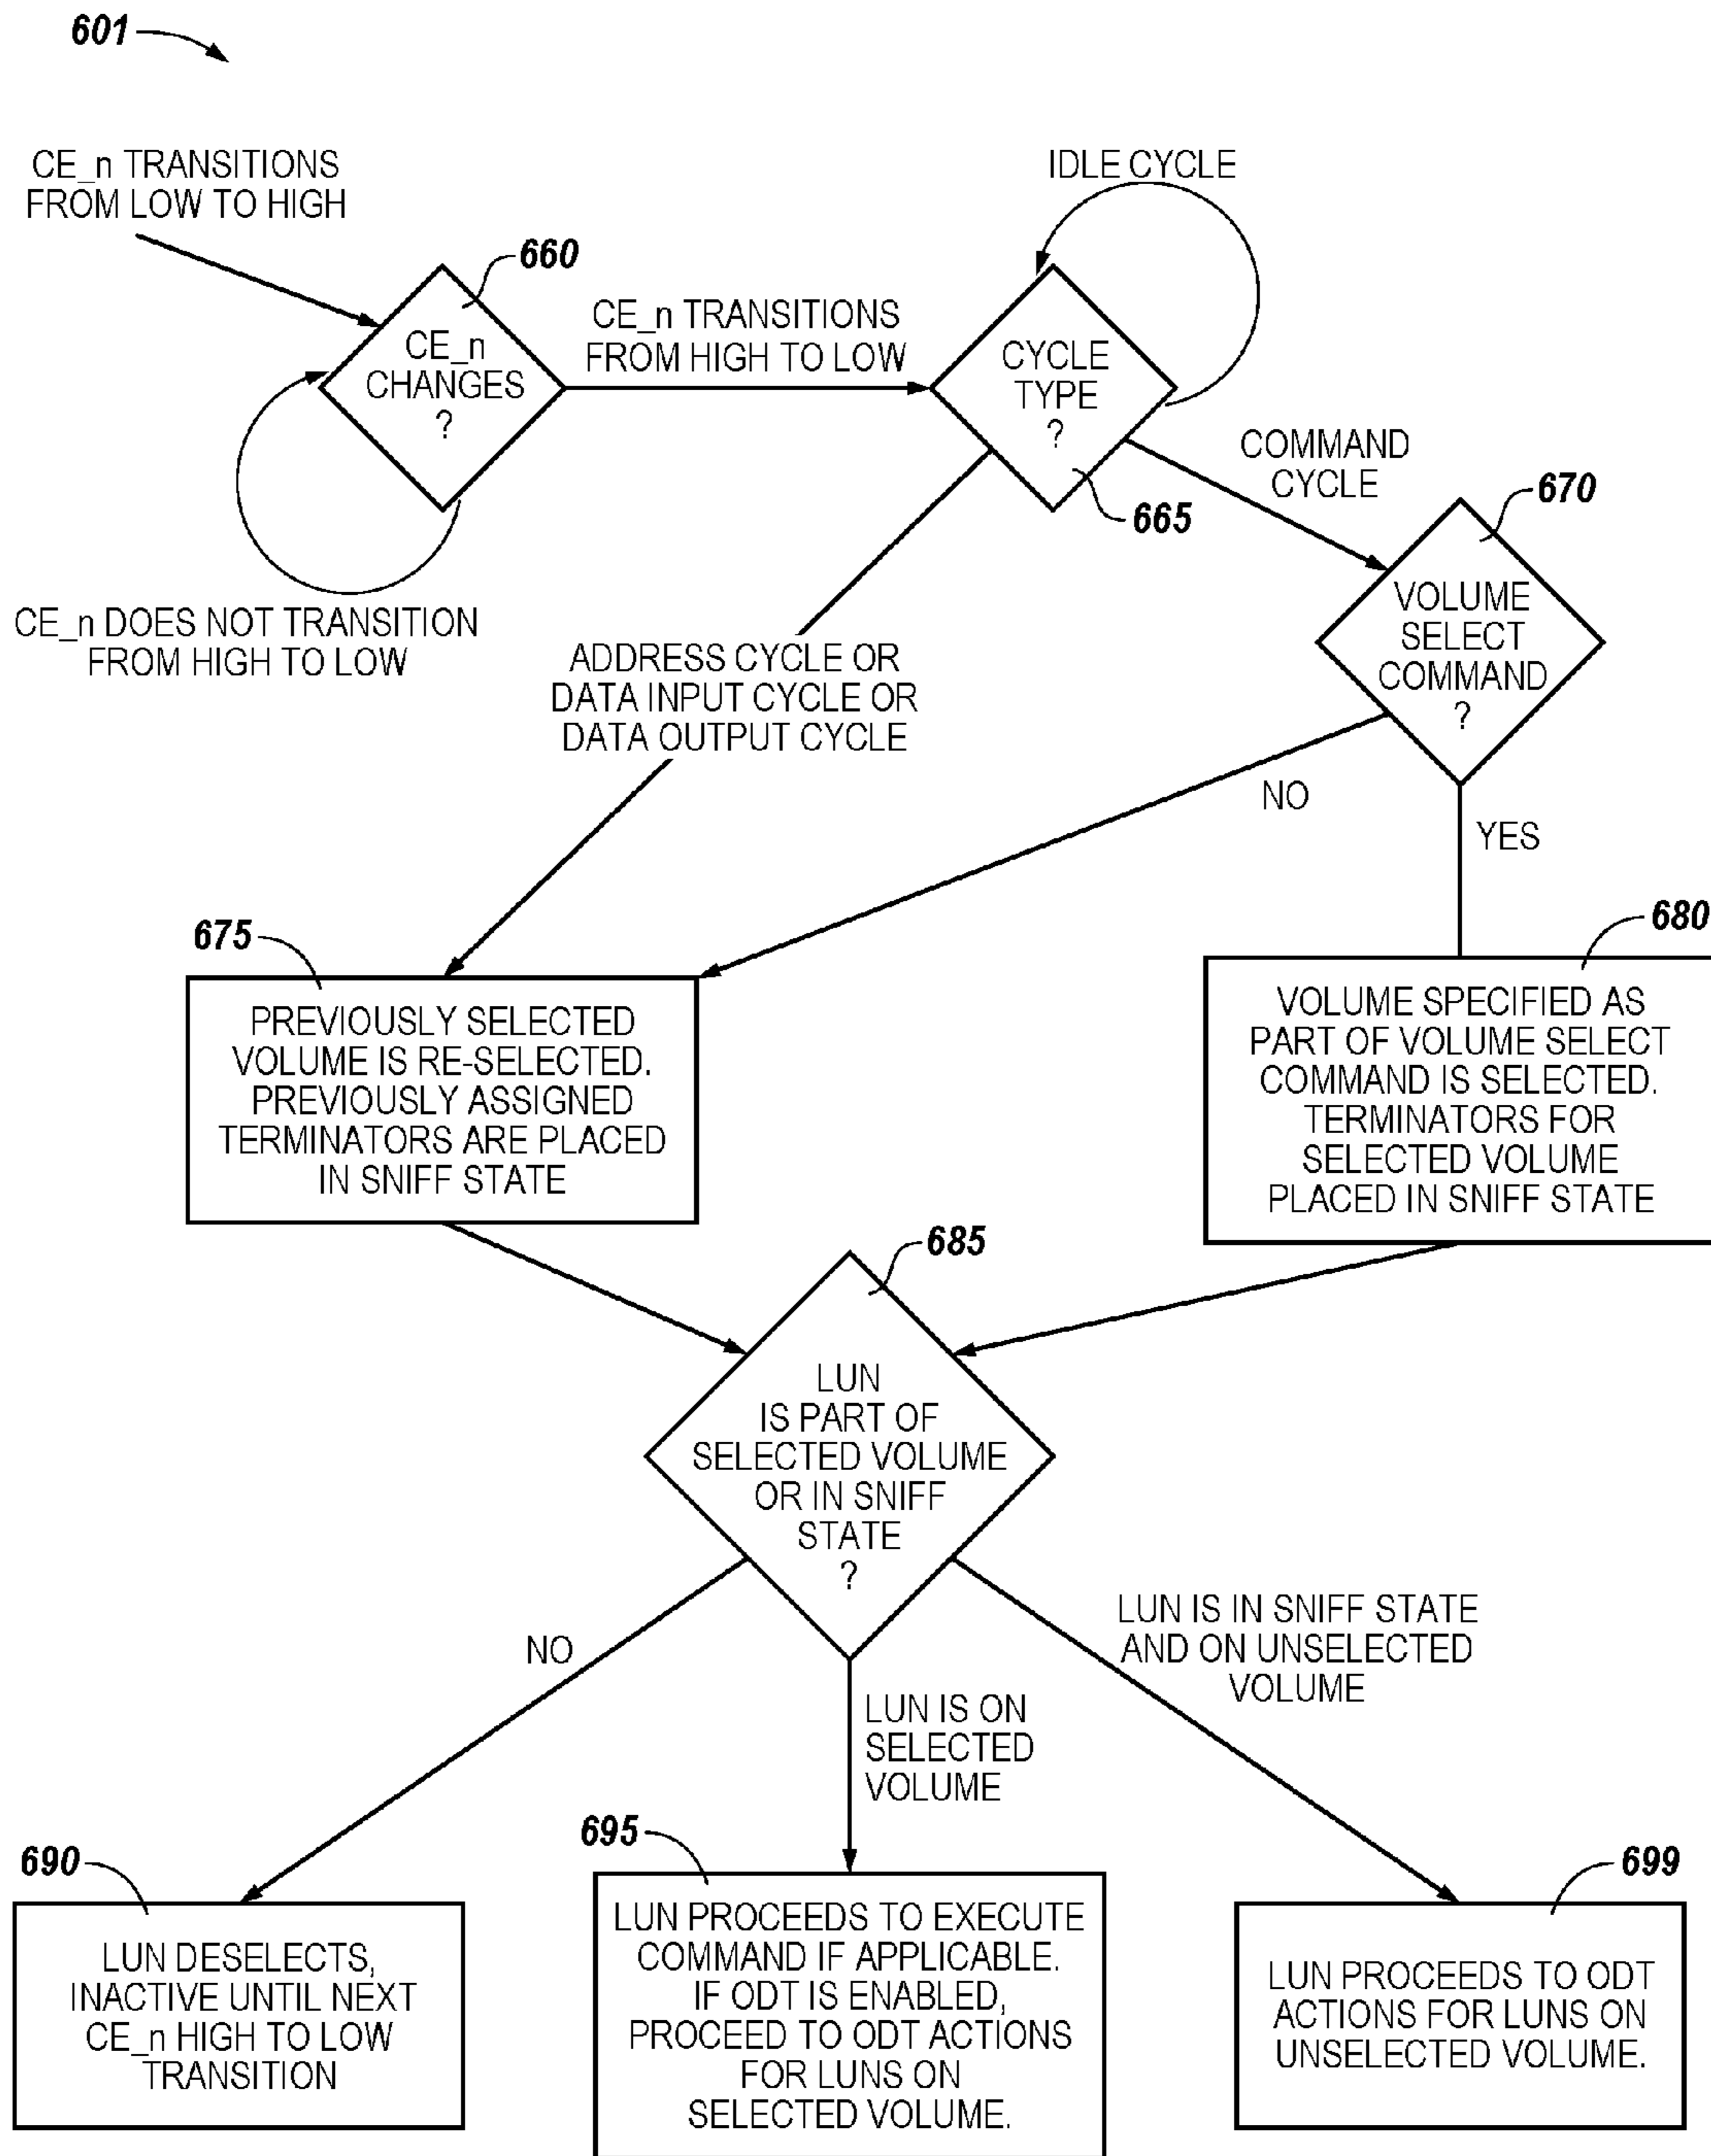 601
CE_n TRANSITIONS
FROM LOW TO HIGH
IDLE CYCLE
660
CE_n
CHANGES
?
CE_n TRANSITIONS
FROM HIGH TO LOW
CYCLE
TYPE
?
665
COMMAND
CYCLE
670
CE_n DOES NOT TRANSITION
FROM HIGH TO LOW
ADDRESS CYCLE OR
DATA INPUT CYCLE OR
DATA OUTPUT CYCLE
VOLUME
SELECT
COMMAND
?
NO
YES
675
PREVIOUSLY SELECTED
VOLUME IS RE-SELECTED.
PREVIOUSLY ASSIGNED
TERMINATORS ARE PLACED
IN SNIFF STATE
680
VOLUME SPECIFIED AS
PART OF VOLUME SELECT
COMMAND IS SELECTED.
TERMINATORS FOR
SELECTED VOLUME
PLACED IN SNIFF STATE
685
LUN
IS PART OF
SELECTED VOLUME
OR IN SNIFF
STATE
?
NO
LUN IS ON
SELECTED
VOLUME
LUN IS IN SNIFF STATE
AND ON UNSELECTED
VOLUME
690
LUN DESELECTS,
INACTIVE UNTIL NEXT
CE_n HIGH TO LOW
TRANSITION
695
LUN PROCEEDS TO EXECUTE
COMMAND IF APPLICABLE.
IF ODT IS ENABLED,
PROCEED TO ODT ACTIONS
FOR LUNS ON
SELECTED VOLUME.
699
LUN PROCEEDS TO ODT
ACTIONS FOR LUNS ON
UNSELECTED VOLUME.